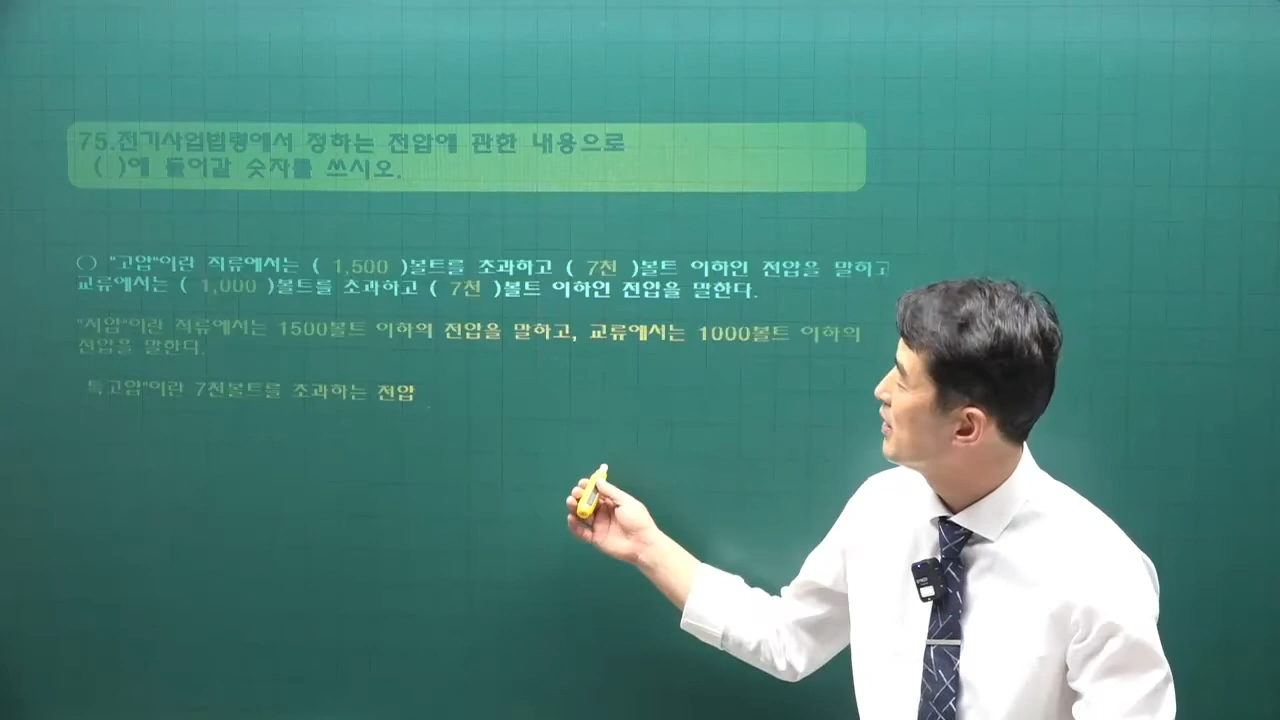 75.전기사업법령에서 정하는 전압에 관한 내용으로
( )에 들어갈 숫자를 쓰시오.
○ "고압"이란 직류에서는 ( 1,500 )볼트를 초과하고 ( 7천 )볼트 이하인 전압을 말하고
교류에서는 ( 1,000 )볼트를 초과하고 ( 7천 )볼트 이하인 전압을 말한다.
"저압"이란 직류에서는 1500볼트 이하의 전압을 말하고, 교류에서는 1000볼트 이하의
전압을 말한다.
특고압"이란 7천볼트를 초과하는 전압